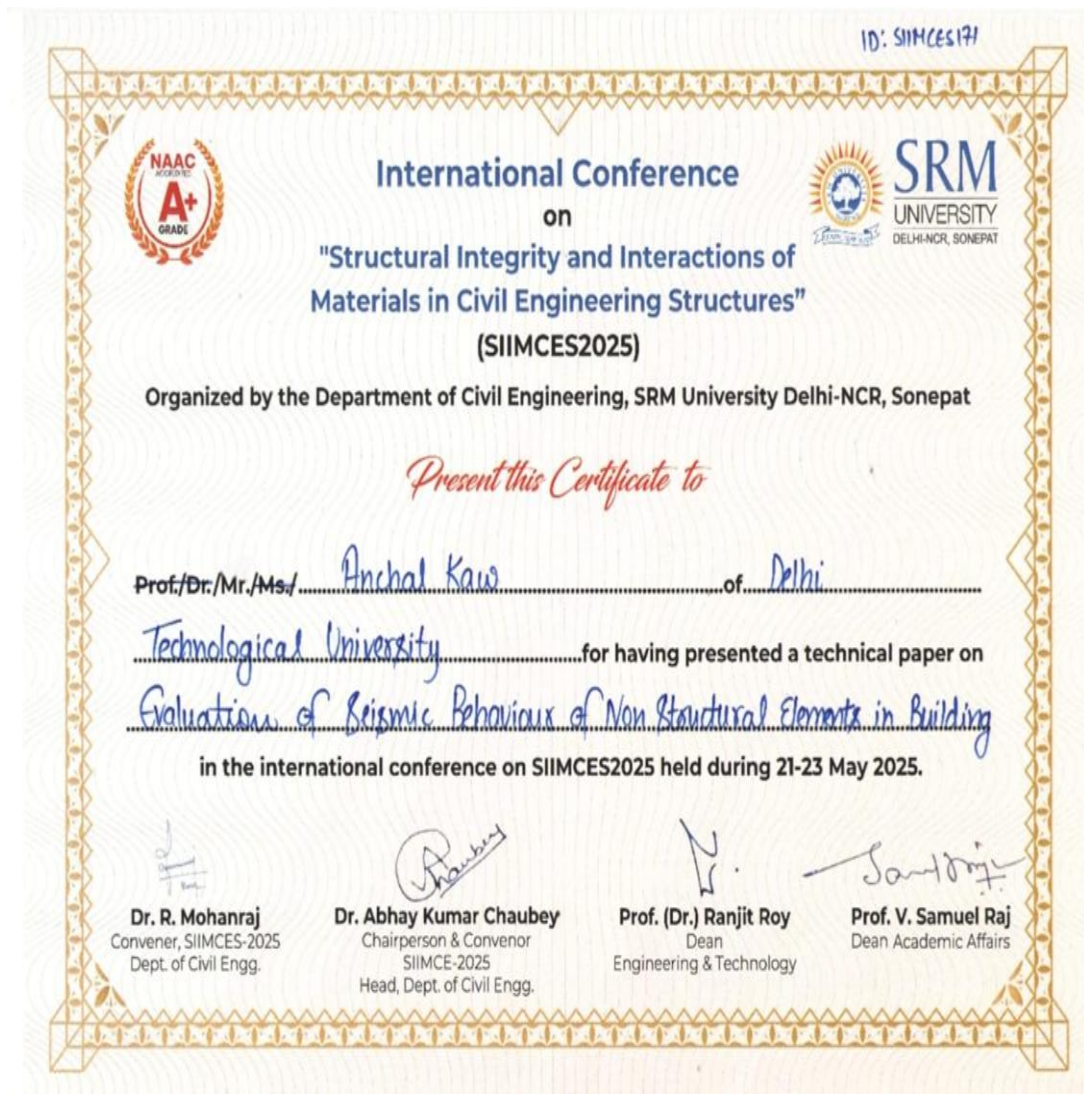 ID: SIIMCES171
NAAC
ACCREDITED
A+
GRADE
International Conference
on
"Structural Integrity and Interactions of
Materials in Civil Engineering Structures”
(SIIMCES2025)
SRM
UNIVERSITY
DELHI-NCR, SONEPAT
Organized by the Department of Civil Engineering, SRM University Delhi-NCR, Sonepat
Present this Certificate to
Prof./Dr./Mr./Ms./ Anchal Kaw of Delhi
Technological University for having presented a technical paper on
Evaluation of Seismic Behaviour of Non Structural Elements in Building
in the international conference on SIIMCES2025 held during 21-23 May 2025.
Chaubey
Dr. R. Mohanraj
Convener, SIIMCES-2025
Dept. of Civil Engg.
Dr. Abhay Kumar Chaubey
Chairperson & Convenor
SIIMCE-2025
Head, Dept. of Civil Engg.
Prof. (Dr.) Ranjit Roy
Dean
Engineering & Technology
Prof. V. Samuel Raj
Dean Academic Affairs